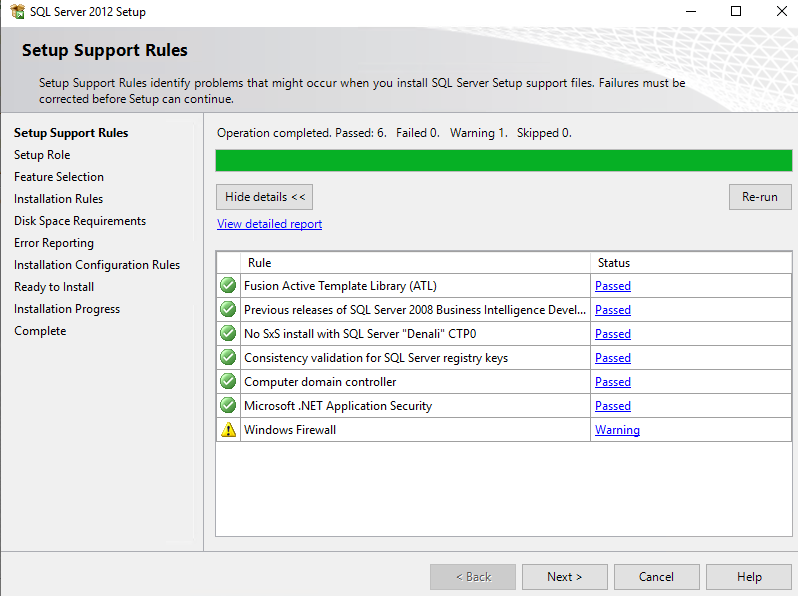 SQL Server 2012 Setup
Setup Support Rules
Setup Support Rules identify problems that might occur when you install SQL Server Setup support files. Failures must be
corrected before Setup can continue.
Setup Support Rules
Setup Role
Feature Selection
Installation Rules
Disk Space Requirements
Error Reporting
Installation Configuration Rules
Ready to Install
Installation Progress
Complete
Operation completed. Passed: 6. Failed 0. Warning 1. Skipped 0.
Hide details <<
Re-run
View detailed report
Rule Status
Fusion Active Template Library (ATL) Passed
Previous releases of SQL Server 2008 Business Intelligence Devel... Passed
No SxS install with SQL Server "Denali" CTP0 Passed
Consistency validation for SQL Server registry keys Passed
Computer domain controller Passed
Microsoft .NET Application Security Passed
Windows Firewall Warning
< Back Next > Cancel Help